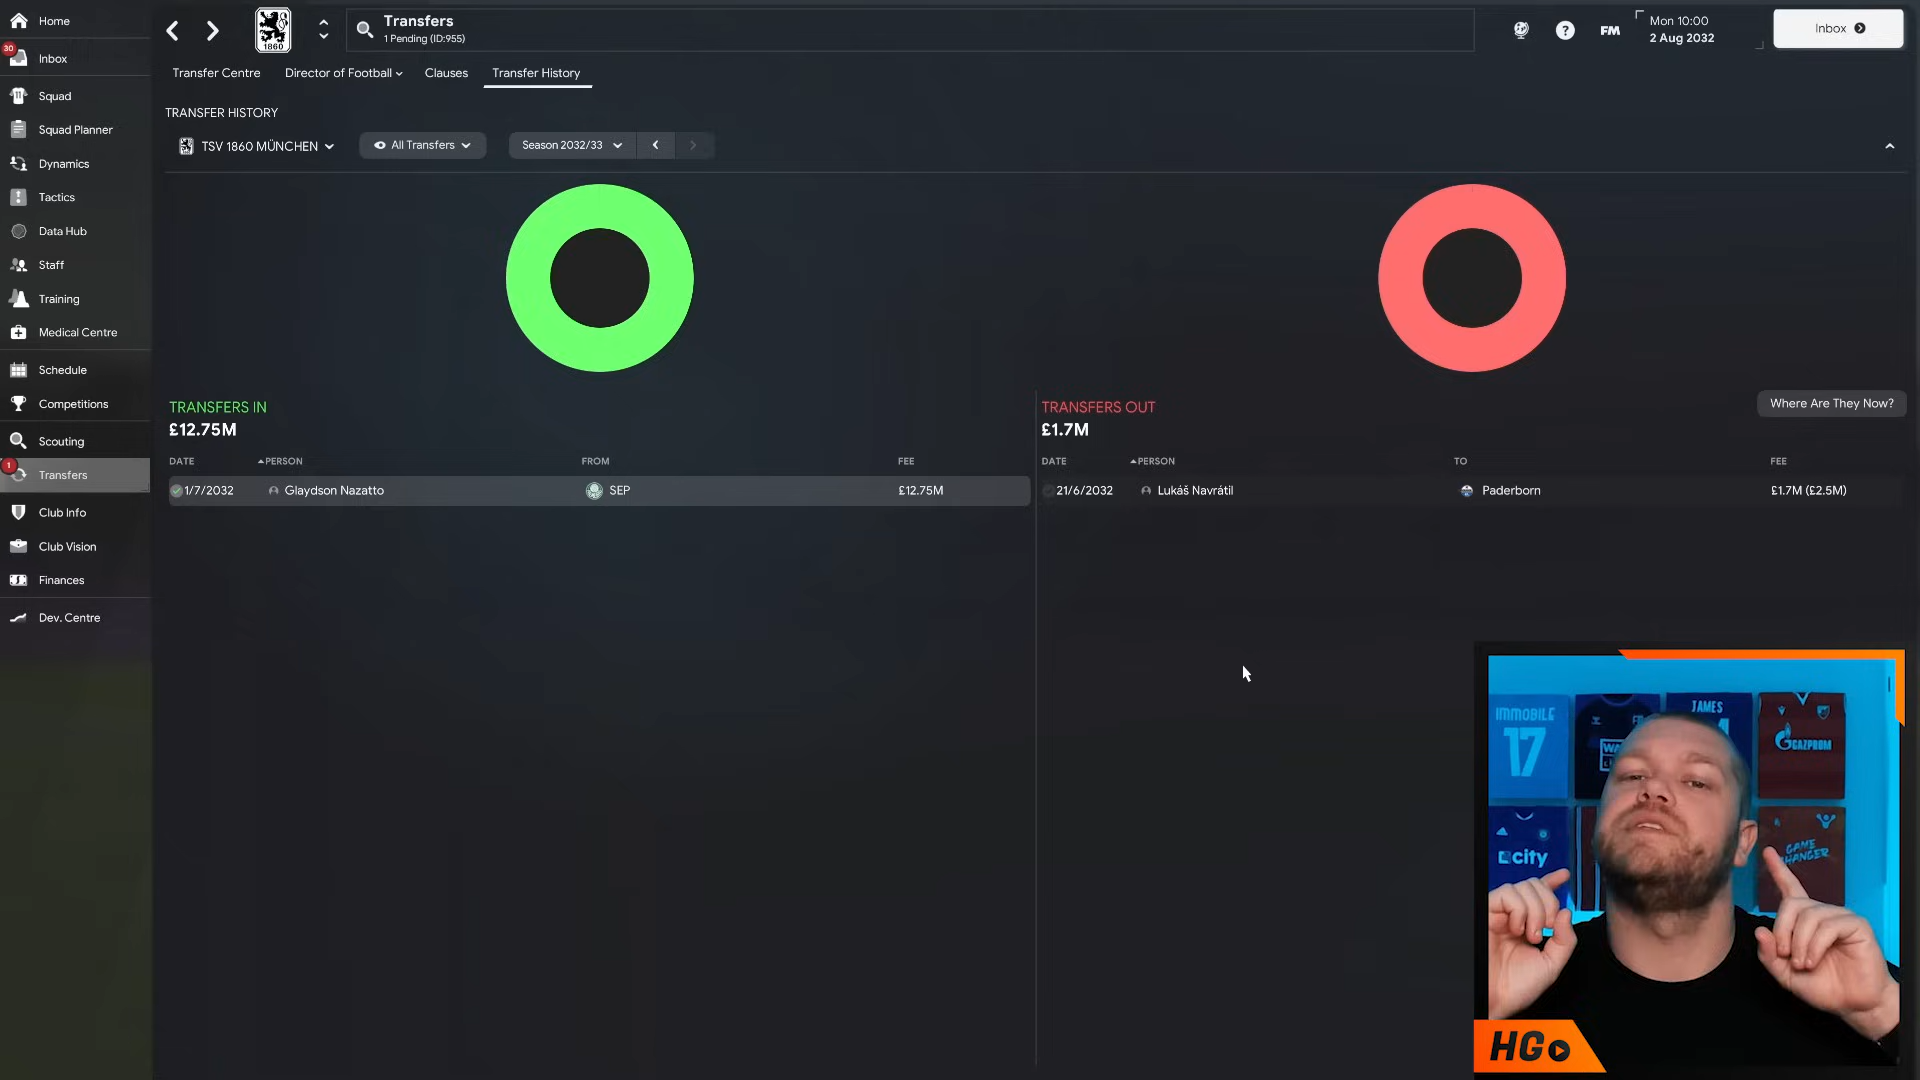 Home
30
Inbox
Squad
Squad Planner
Dynamics
Tactics
Data Hub
Staff
Training
Medical Centre
Schedule
Competitions
Scouting
1
Transfers
Club Info
Club Vision
Finances
Dev. Centre
1860
Transfers
1 Pending (ID:955)
?
FM
Mon 10:00
2 Aug 2032
Inbox
Transfer Centre
Director of Football
Clauses
Transfer History
TRANSFER HISTORY
TSV 1860 MÜNCHEN
All Transfers
Season 2032/33
TRANSFERS IN
£12.75M
DATE PERSON FROM FEE
1/7/2032 Glaydson Nazatto SEP £12.75M
TRANSFERS OUT
£1.7M
Where Are They Now?
DATE PERSON TO FEE
21/6/2032 Lukáš Navrátil Paderborn £1.7M (£2.5M)
IMMOBILE
17
JAMES
GAZPROM
city
GAME
HG